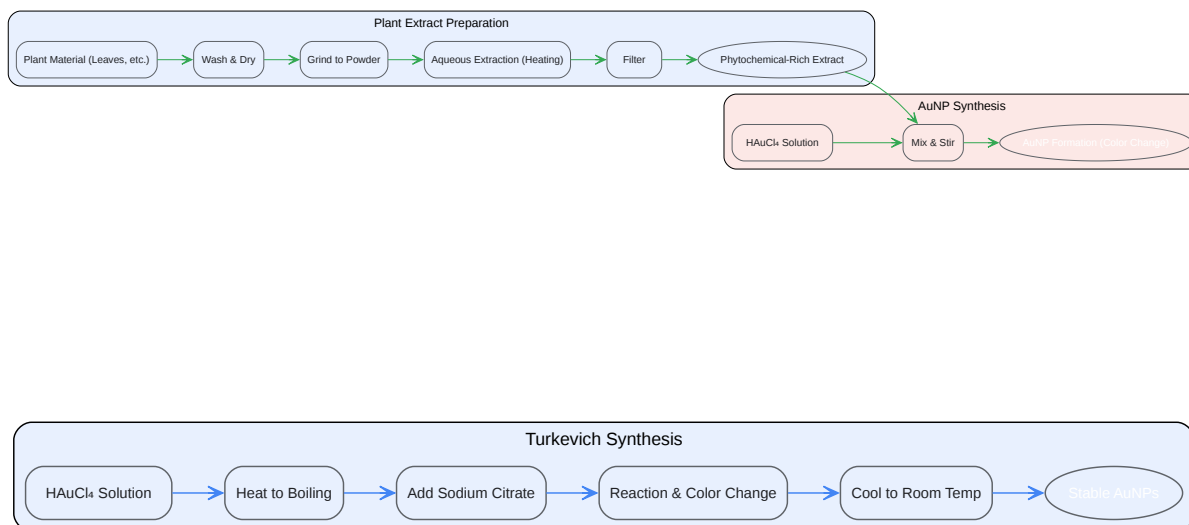 Plant Extract Preparation
Plant Material (Leaves, etc.)
Wash & Dry
Grind to Powder
Aqueous Extraction (Heating)
Filter
Phytochemical-Rich Extract
AuNP Synthesis
HAuCl₄ Solution
Mix & Stir
AuNP Formation (Color Change)
Turkevich Synthesis
HAuCl₄ Solution
Heat to Boiling
Add Sodium Citrate
Reaction & Color Change
Cool to Room Temp
Stable AuNPs